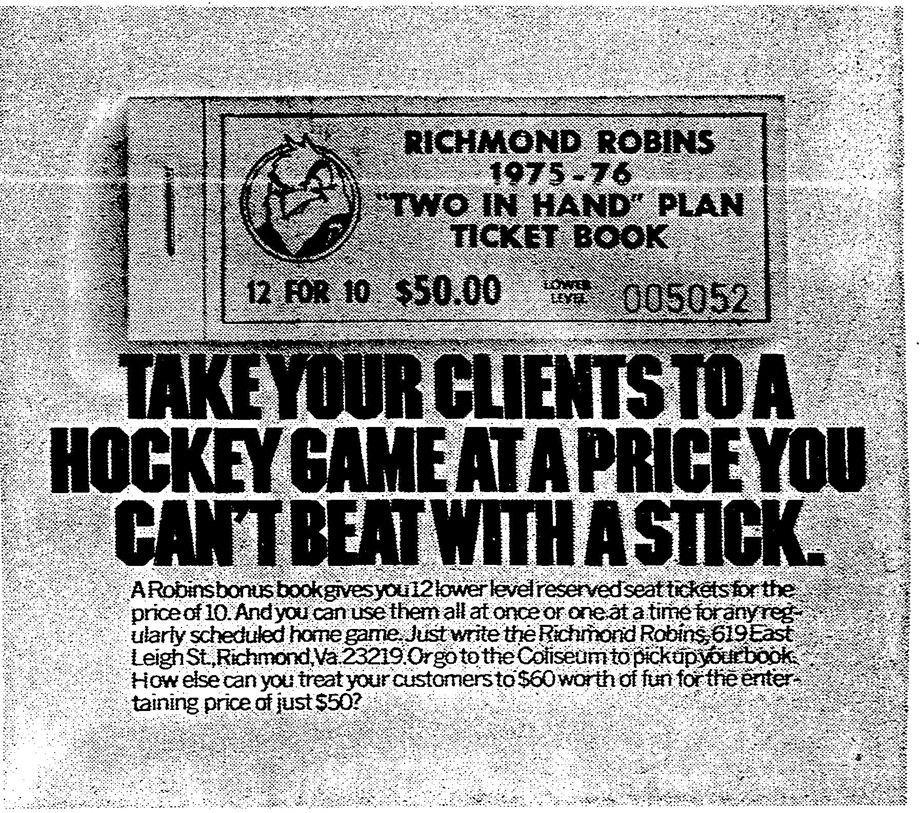 RICHMOND ROBINS
1975-76
"TWO IN HAND" PLAN
TICKET BOOK
12 FOR 10 $50.00 LOWER LEVEL 005052
TAKE YOUR CLIENTS TO A
HOCKEY GAME AT A PRICE YOU
CAN'T BEAT WITH A STICK.
A Robins bonus book gives you 12 lower level reserved seat tickets for the
price of 10. And you can use them all at once or one at a time for any reg-
ularly scheduled home game. Just write the Richmond Robins, 619 East
Leigh St., Richmond, Va. 23219. Or go to the Coliseum to pick up your book.
How else can you treat your customers to $60 worth of fun for the enter-
taining price of just $50?